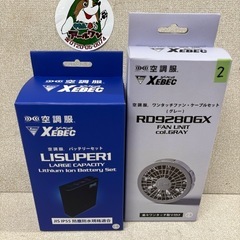 空調服
XEBEC
空調服 バッテリーセット
LISUPER1
LARGE CAPACITY
Lithium Ion Battery Set
空調服
XEBEC
2
空調服 ワンタッチファン・ケーブルセット
(グレー)
RD9280GX
FAN UNIT
col.GRAY